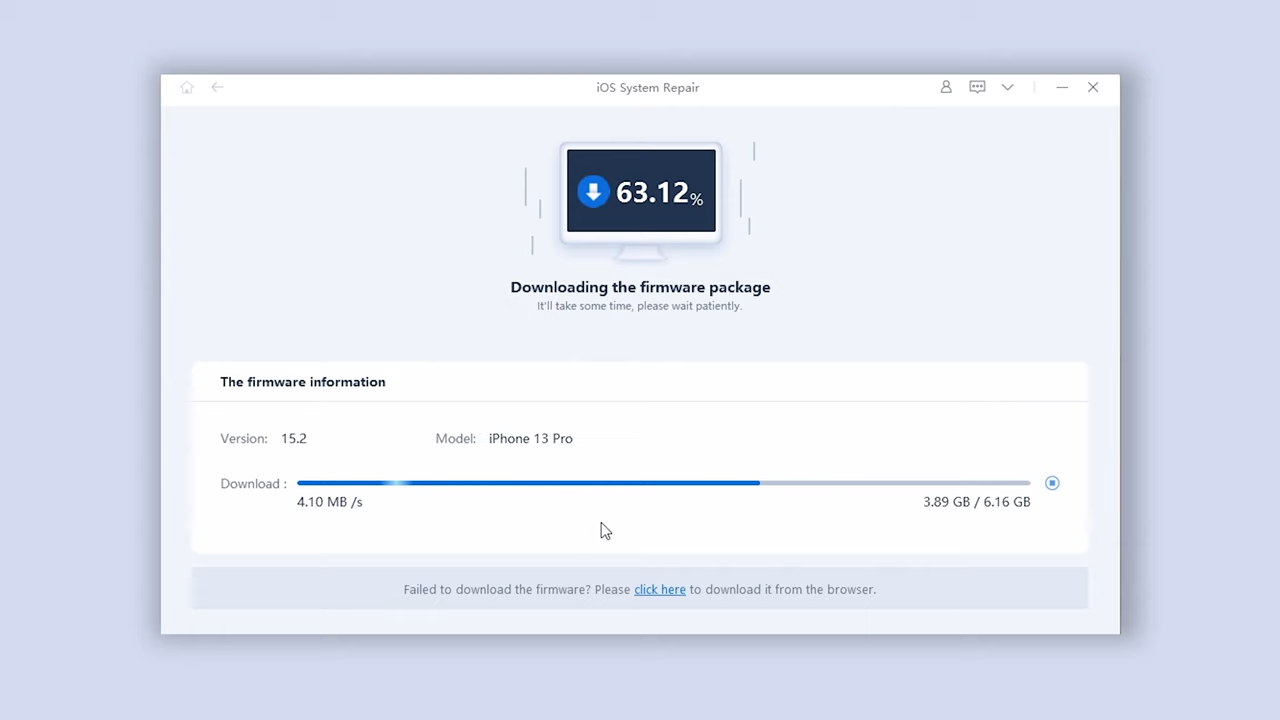 iOS System Repair
63.12%
Downloading the firmware package
It'll take some time, please wait patiently.
The firmware information
Version: 15.2 Model: iPhone 13 Pro
Download :
4.10 MB /s 3.89 GB / 6.16 GB
Failed to download the firmware? Please click here to download it from the browser.